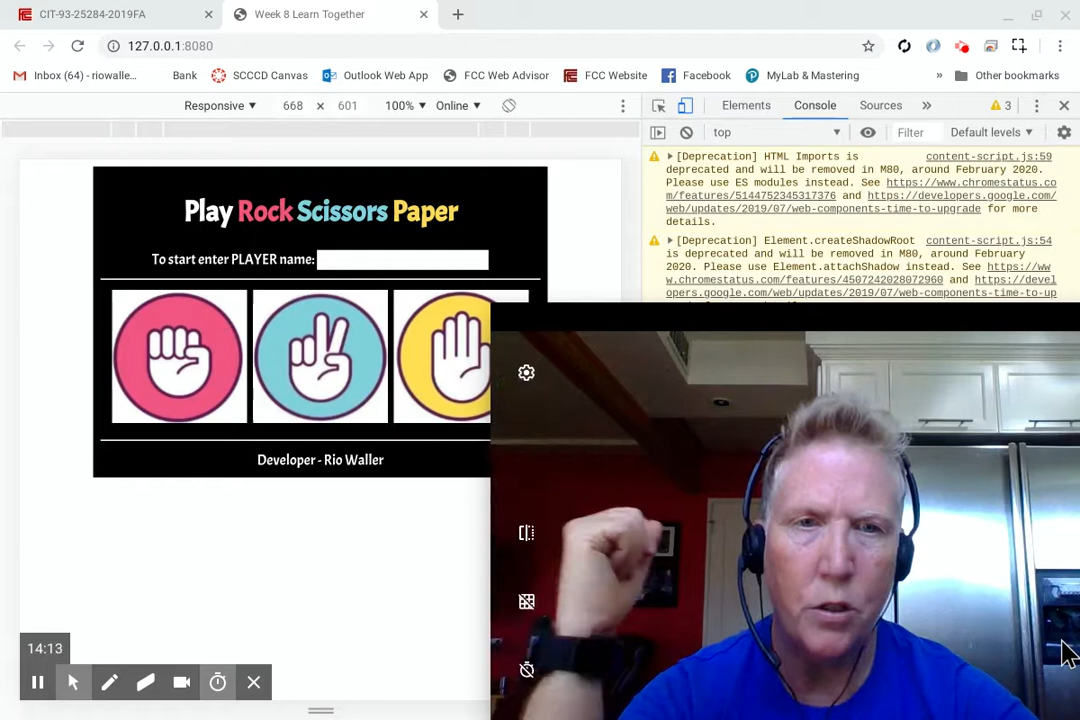 CIT-93-25284-2019FA
Week 8 Learn Together
127.0.0.1:8080
Inbox (64) - riowalle...
Bank
SCCCD Canvas
Outlook Web App
FCC Web Advisor
FCC Website
Facebook
MyLab & Mastering
»
Other bookmarks
Responsive
668 × 601
100%
Online
Elements
Console
Sources
»
3
top
Filter
Default levels
[Deprecation] HTML Imports is content-script.js:59
deprecated and will be removed in M80, around February 2020.
Please use ES modules instead. See https://www.chromestatus.co
m/features/5144752345317376 and https://developers.google.com/
web/updates/2019/07/web-components-time-to-upgrade for more
details.
[Deprecation] Element.createShadowRoot content-script.js:54
is deprecated and will be removed in M80, around February
2020. Please use Element.attachShadow instead. See https://ww
w.chromestatus.com/features/4507242028072960 and https://devel
opers.google.com/web/updates/2019/07/web-components-time-to-up
Play Rock Scissors Paper
To start enter PLAYER name:
Developer - Rio Waller
14:13